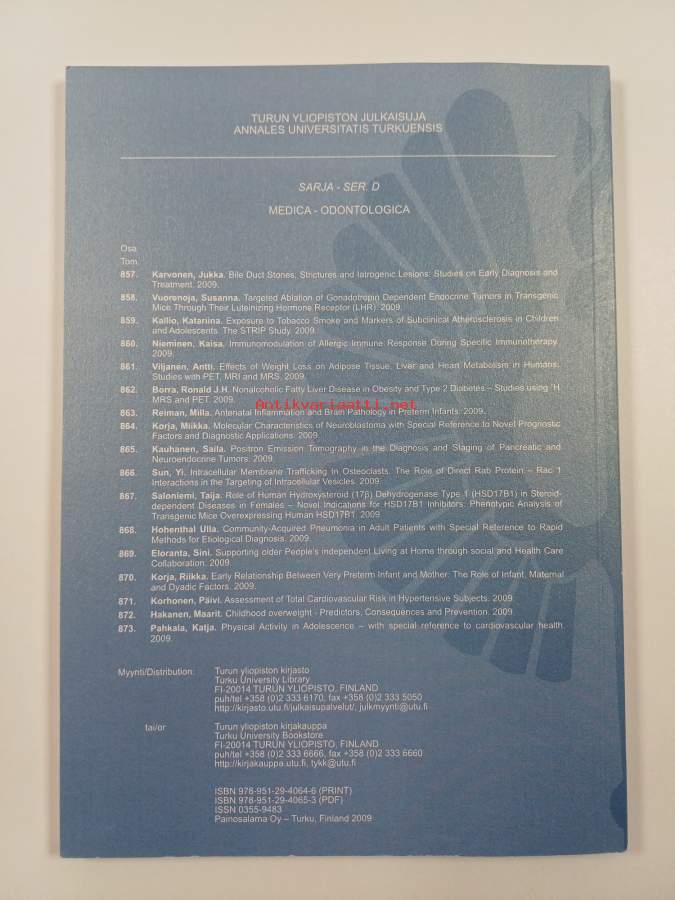 TURUN YLIOPISTON JULKAISUJA
ANNALES UNIVERSITATIS TURKUENSIS
SARJA - SER. D
MEDICA - ODONTOLOGICA
Osa
Tom.
857. Karvonen, Jukka. Bile Duct Stones, Strictures and Iatrogenic Lesions: Studies on Early Diagnosis and
Treatment. 2009.
858. Vuorenoja, Susanna. Targeted Ablation of Gonadotropin Dependent Endocrine Tumors in Transgenic
Mice Through Their Luteinizing Hormone Receptor (LHR). 2009.
859. Kallio, Katariina. Exposure to Tobacco Smoke and Markers of Subclinical Atherosclerosis in Children
and Adolescents. The STRIP Study. 2009.
860. Nieminen, Kaisa. Immunomodulation of Allergic Immune Response During Specific Immunotherapy.
2009.
861. Viljanen, Antti. Effects of Weight Loss on Adipose Tissue, Liver and Heart Metabolism in Humans:
Studies with PET, MRI and MRS. 2009.
862. Borra, Ronald J.H. Nonalcoholic Fatty Liver Disease in Obesity and Type 2 Diabetes – Studies using ¹H
MRS and PET. 2009.
Antikvariaatti.net
863. Reiman, Milla. Antenatal Inflammation and Brain Pathology in Preterm Infants. 2009.
864. Korja, Miikka. Molecular Characteristics of Neuroblastoma with Special Reference to Novel Prognostic
Factors and Diagnostic Applications. 2009.
865. Kauhanen, Saila. Positron Emission Tomography in the Diagnosis and Staging of Pancreatic and
Neuroendocrine Tumors. 2009.
866. Sun, Yi. Intracellular Membrane Trafficking In Osteoclasts. The Role of Direct Rab Protein – Rac 1
Interactions in the Targeting of Intracellular Vesicles. 2009.
867. Saloniemi, Taija. Role of Human Hydroxysteroid (17β) Dehydrogenase Type 1 (HSD17B1) in Steroid-
dependent Diseases in Females – Novel Indications for HSD17B1 Inhibitors. Phenotypic Analysis of
Transgenic Mice Overexpressing Human HSD17B1. 2009.
868. Hohenthal Ulla. Community-Acquired Pneumonia in Adult Patients with Special Reference to Rapid
Methods for Etiological Diagnosis. 2009.
869. Eloranta, Sini. Supporting older People's independent Living at Home through social and Health Care
Collaboration. 2009.
870. Korja, Riikka. Early Relationship Between Very Preterm Infant and Mother: The Role of Infant, Maternal
and Dyadic Factors. 2009.
871. Korhonen, Päivi. Assessment of Total Cardiovascular Risk in Hypertensive Subjects. 2009.
872. Hakanen, Maarit. Childhood overweight - Predictors, Consequences and Prevention. 2009.
873. Pahkala, Katja. Physical Activity in Adolescence – with special reference to cardiovascular health.
2009.
Myynti/Distribution: Turun yliopiston kirjasto
Turku University Library
FI-20014 TURUN YLIOPISTO, FINLAND
puh/tel +358 (0)2 333 6170, fax +358 (0)2 333 5050
http://kirjasto.utu.fi/julkaisupalvelut/, julkmyynti@utu.fi
tai/or Turun yliopiston kirjakauppa
Turku University Bookstore
FI-20014 TURUN YLIOPISTO, FINLAND
puh/tel +358 (0)2 333 6666, fax +358 (0)2 333 6660
http://kirjakauppa.utu.fi, tykk@utu.fi
ISBN 978-951-29-4064-6 (PRINT)
ISBN 978-951-29-4065-3 (PDF)
ISSN 0355-9483
Painosalama Oy – Turku, Finland 2009